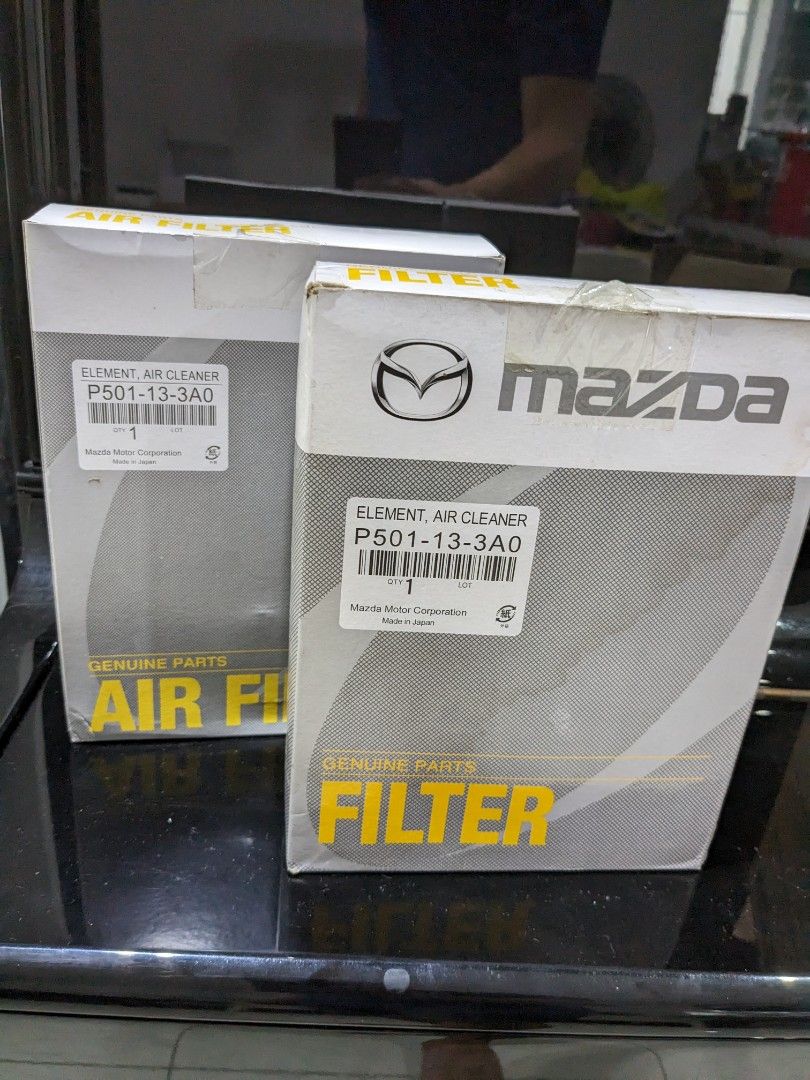 AIR FILTER
ELEMENT, AIR CLEANER
P501-13-3A0
QTY 1 LOT
Mazda Motor Corporation
Made in Japan
紙
GENUINE PARTS
AIR FI
FILTER
mazda
ELEMENT, AIR CLEANER
P501-13-3A0
QTY 1 LOT
Mazda Motor Corporation
Made in Japan
紙
GENUINE PARTS
FILTER